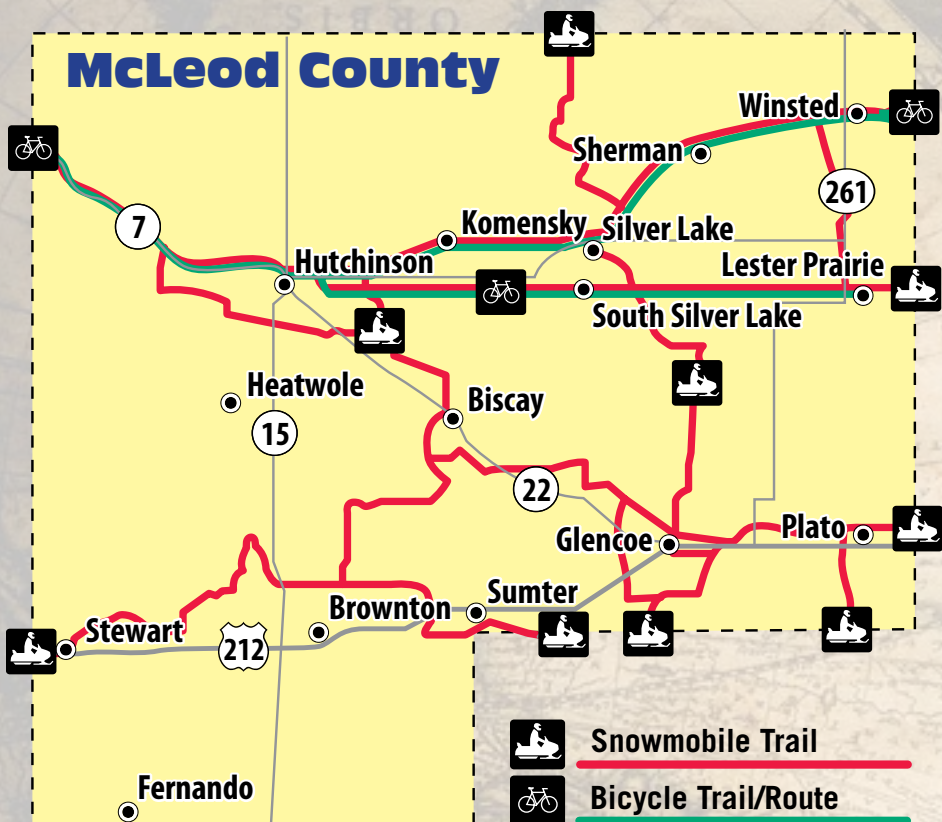 ORBIS
McLeod County
Winsted
Sherman
261
7
Komensky
Silver Lake
Hutchinson
Lester Prairie
South Silver Lake
Heatwole
Biscay
15
22
Glencoe
Plato
Sumter
Brownton
Stewart
212
Snowmobile Trail
Bicycle Trail/Route
Fernando